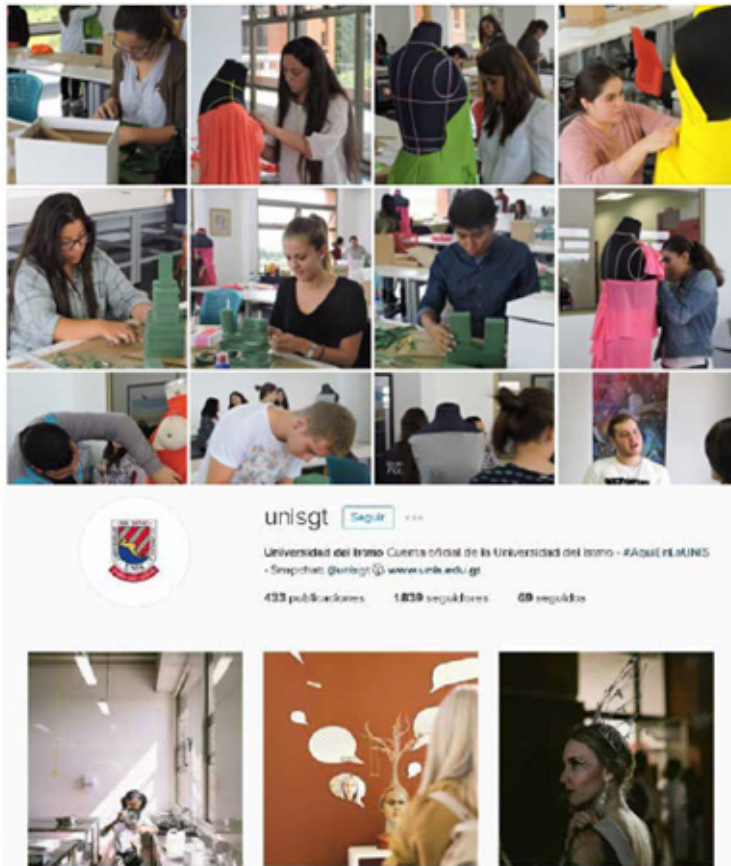 unisgt Seguir ...
Universidad del Istmo Cuenta oficial de la Universidad del Istmo - #AquiEnLaUNIS
- Snapchat: @unisgt www.unis.edu.gt
433 publicaciones 1839 seguidores 69 seguidos